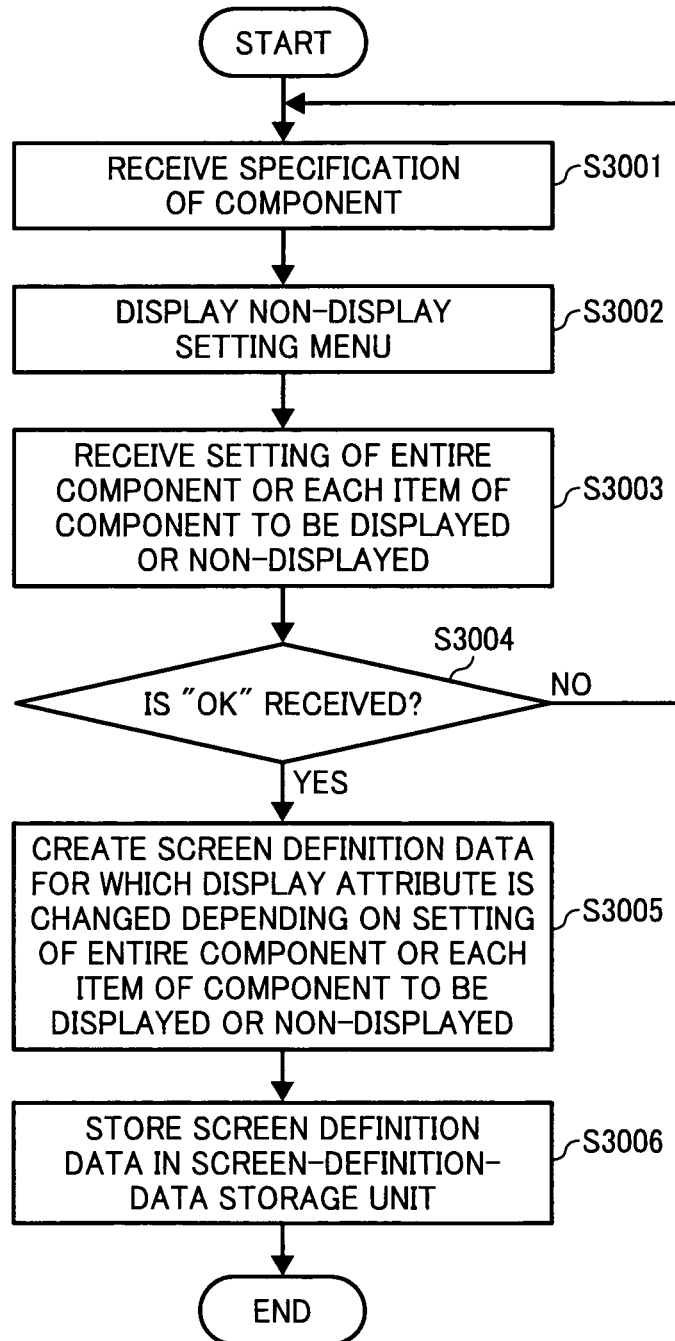 START
RECEIVE SPECIFICATION
OF COMPONENT
S3001
DISPLAY NON-DISPLAY
SETTING MENU
S3002
RECEIVE SETTING OF ENTIRE
COMPONENT OR EACH ITEM OF
COMPONENT TO BE DISPLAYED
OR NON-DISPLAYED
S3003
S3004
IS "OK" RECEIVED?
NO
YES
CREATE SCREEN DEFINITION DATA
FOR WHICH DISPLAY ATTRIBUTE IS
CHANGED DEPENDING ON SETTING
OF ENTIRE COMPONENT OR EACH
ITEM OF COMPONENT TO BE
DISPLAYED OR NON-DISPLAYED
S3005
STORE SCREEN DEFINITION
DATA IN SCREEN-DEFINITION-
DATA STORAGE UNIT
S3006
END